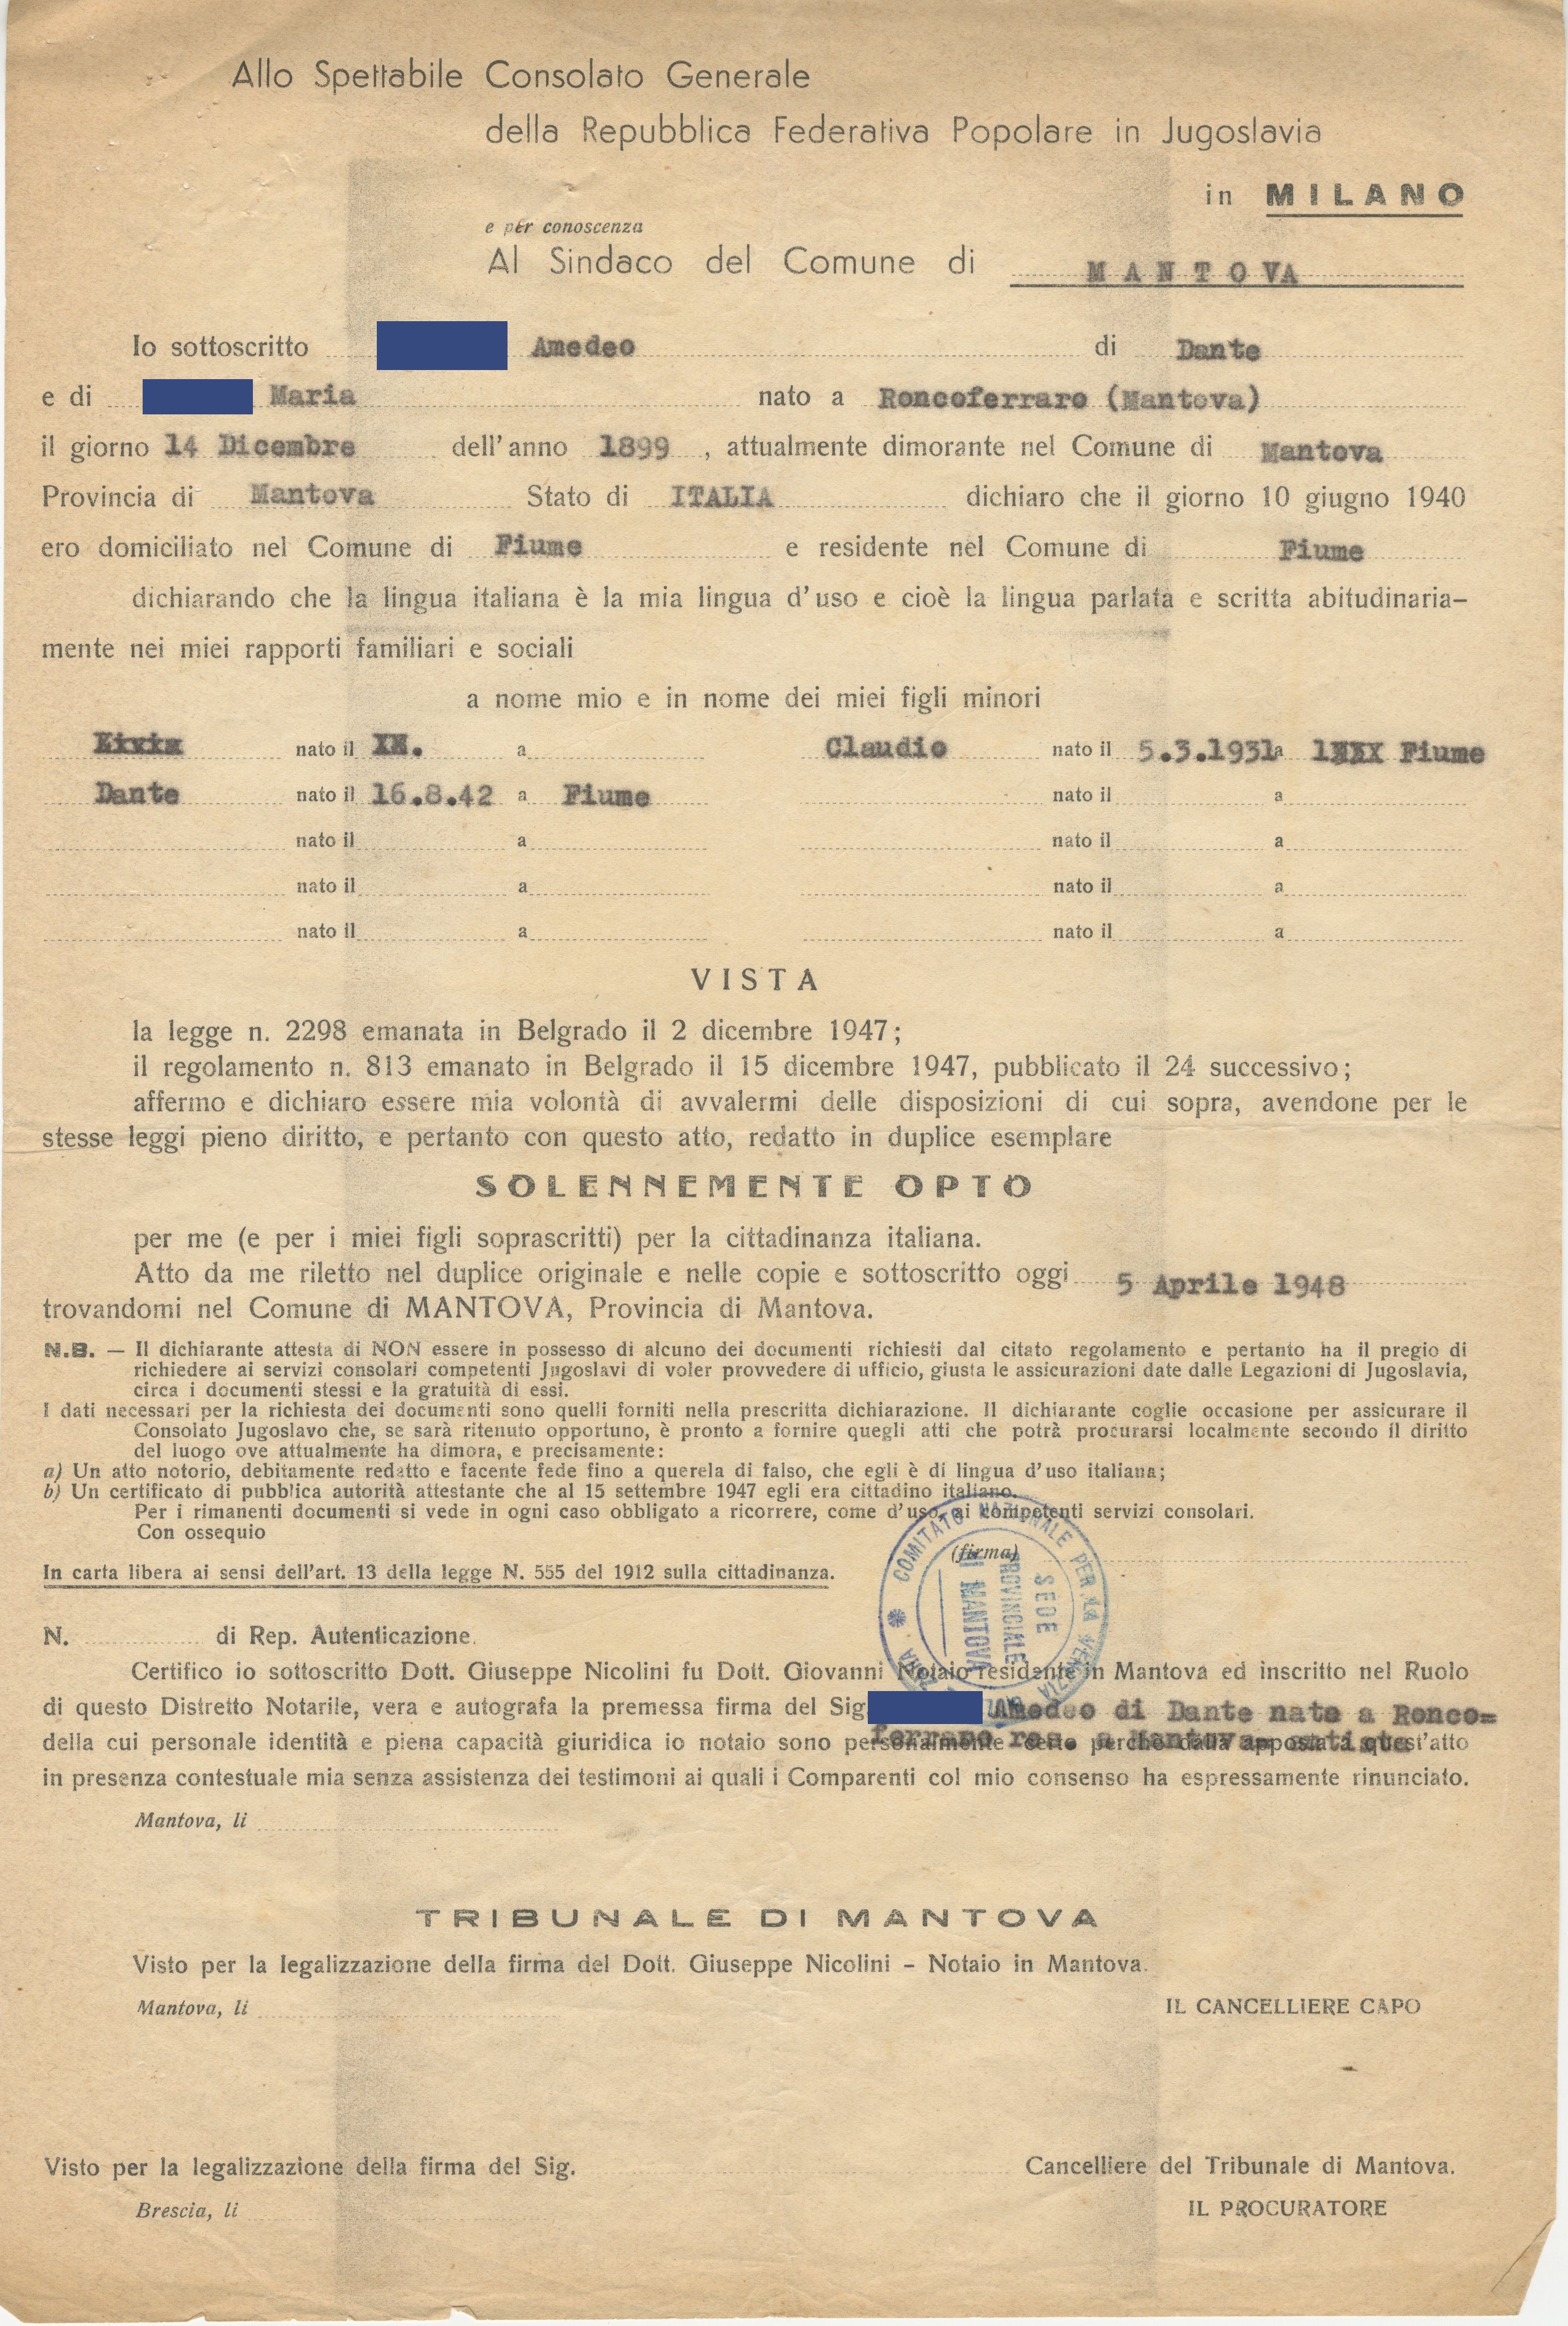 Allo Spettabile Consolato Generale
della Repubblica Federativa Popolare in Jugoslavia
in MILANO
e per conoscenza
Al Sindaco del Comune di MANTOVA
Io sottoscritto Amedeo di Dante
e di Maria nato a Roncoferraro (Mantova)
il giorno 14 Dicembre dell'anno 1899, attualmente dimorante nel Comune di Mantova
Provincia di Mantova Stato di ITALIA dichiaro che il giorno 10 giugno 1940
ero domiciliato nel Comune di Fiume e residente nel Comune di Fiume
dichiarando che la lingua italiana è la mia lingua d'uso e cioè la lingua parlata e scritta abitudinaria-
mente nei miei rapporti familiari e sociali
a nome mio e in nome dei miei figli minori
nato il a Claudio nato il 5.3.1931 a Fiume
Dante nato il 16.8.42 a Fiume nato il a
nato il a nato il a
nato il a nato il a
nato il a nato il a
VISTA
la legge n. 2298 emanata in Belgrado il 2 dicembre 1947;
il regolamento n. 813 emanato in Belgrado il 15 dicembre 1947, pubblicato il 24 successivo;
affermo e dichiaro essere mia volontà di avvalermi delle disposizioni di cui sopra, avendone per le
stesse leggi pieno diritto, e pertanto con questo atto, redatto in duplice esemplare
SOLENNEMENTE OPTO
per me (e per i miei figli soprascritti) per la cittadinanza italiana.
Atto da me riletto nel duplice originale e nelle copie e sottoscritto oggi 5 Aprile 1948
trovandomi nel Comune di MANTOVA, Provincia di Mantova.
N.B. — Il dichiarante attesta di NON essere in possesso di alcuno dei documenti richiesti dal citato regolamento e pertanto ha il pregio di
richiedere ai servizi consolari competenti Jugoslavi di voler provvedere di ufficio, giusta le assicurazioni date dalle Legazioni di Jugoslavia,
circa i documenti stessi e la gratuità di essi.
I dati necessari per la richiesta dei documenti sono quelli forniti nella prescritta dichiarazione. Il dichiarante coglie occasione per assicurare il
Consolato Jugoslavo che, se sarà ritenuto opportuno, è pronto a fornire quegli atti che potrà procurarsi localmente secondo il diritto
del luogo ove attualmente ha dimora, e precisamente:
a) Un atto notorio, debitamente redatto e facente fede fino a querela di falso, che egli è di lingua d'uso italiana;
b) Un certificato di pubblica autorità attestante che al 15 settembre 1947 egli era cittadino italiano.
Per i rimanenti documenti si vede in ogni caso obbligato a ricorrere, come d'uso, ai competenti servizi consolari.
Con ossequio
(firma)
COMITATO NAZIONALE PER LA VENEZIA
SEDE
PROVINCIALE
DI MANTOVA
In carta libera ai sensi dell'art. 13 della legge N. 555 del 1912 sulla cittadinanza.
N. di Rep. Autenticazione.
Certifico io sottoscritto Dott. Giuseppe Nicolini fu Dott. Giovanni Notaio residente in Mantova ed inscritto nel Ruolo
di questo Distretto Notarile, vera e autografa la premessa firma del Sig Amedeo di Dante nato a Ronco=
della cui personale identità e piena capacità giuridica io notaio sono personalmente certo perchè quest'atto
in presenza contestuale mia senza assistenza dei testimoni ai quali i Comparenti col mio consenso ha espressamente rinunciato.
Mantova, li
TRIBUNALE DI MANTOVA
Visto per la legalizzazione della firma del Dott. Giuseppe Nicolini - Notaio in Mantova.
Mantova, li IL CANCELLIERE CAPO
Visto per la legalizzazione della firma del Sig. Cancelliere del Tribunale di Mantova.
Brescia, li IL PROCURATORE